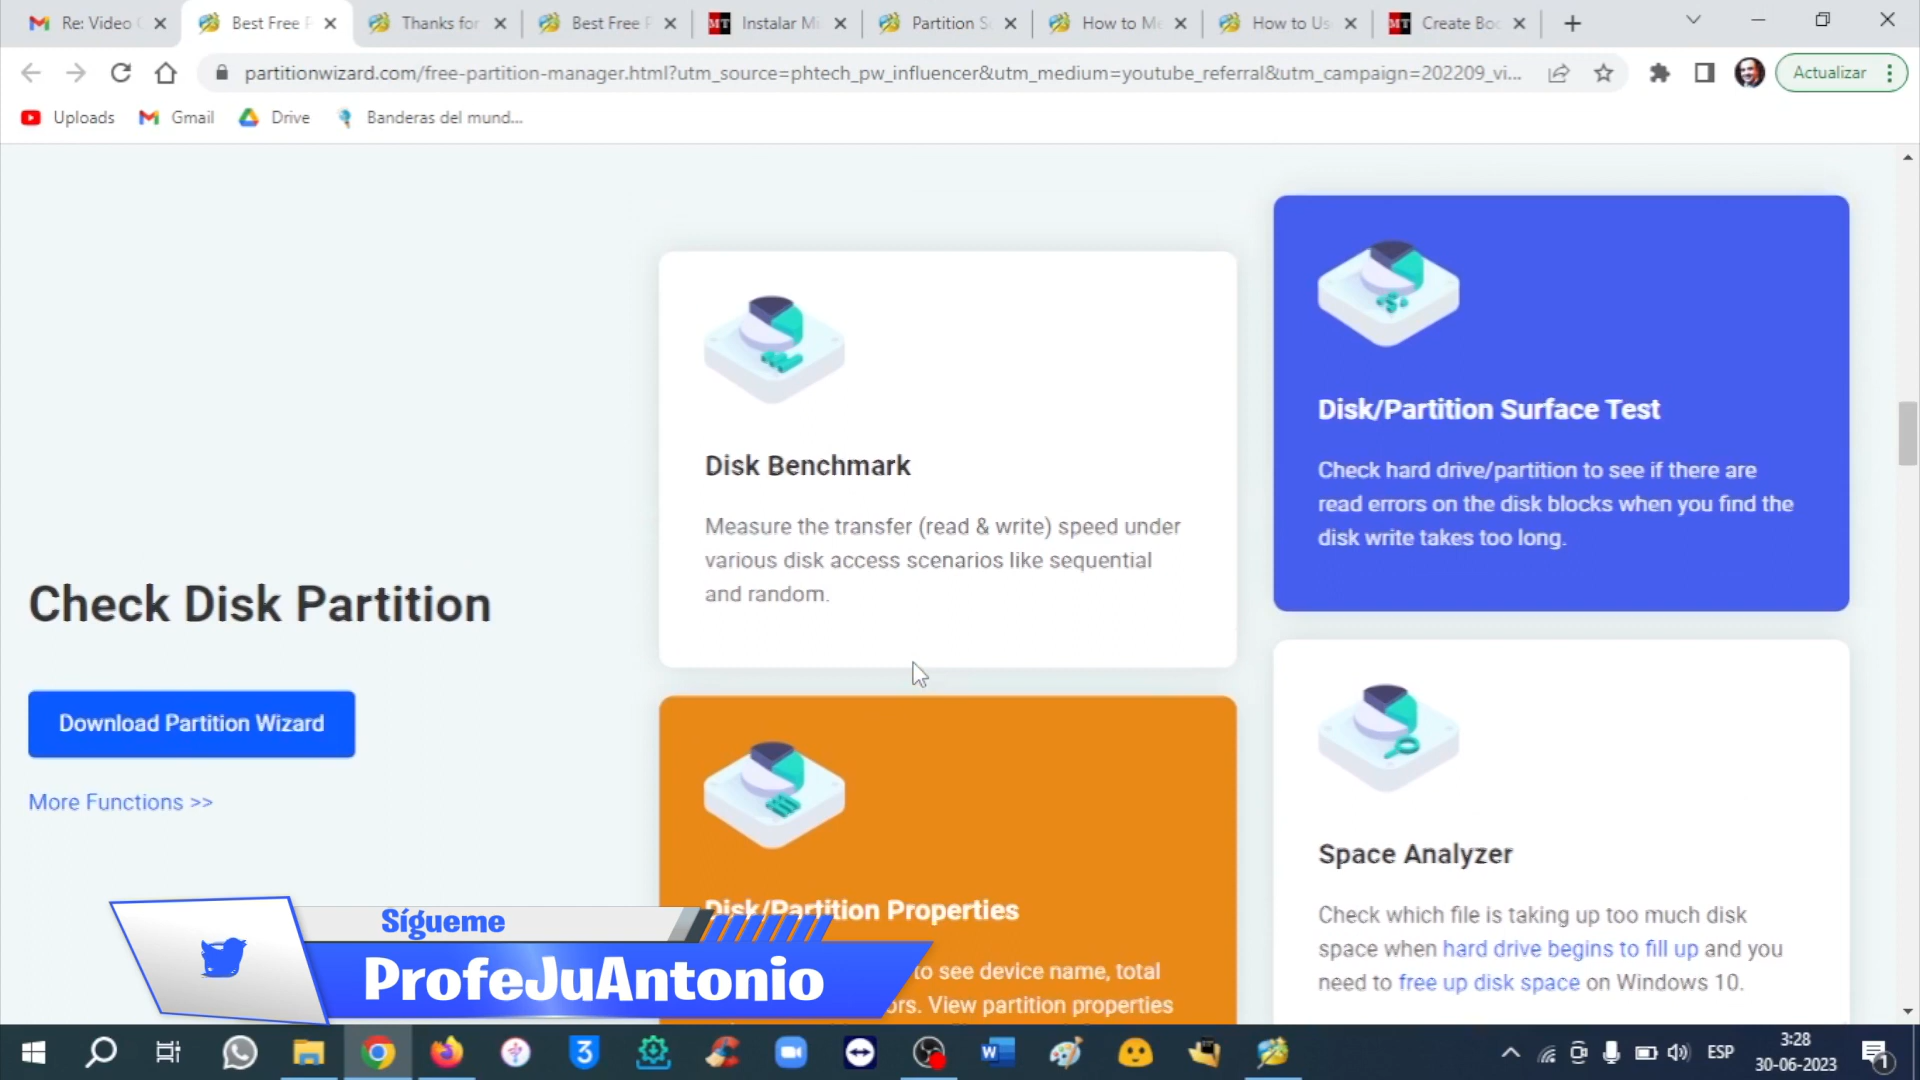 Re: Video
Best Free P
Thanks for
Best Free P
Instalar Mi
Partition S
How to Me
How to Us
Create Boo
partitionwizard.com/free-partition-manager.html?utm_source=phtech_pw_influencer&utm_medium=youtube_referral&utm_campaign=202209_vi...
Actualizar
Uploads
Gmail
Drive
Banderas del mund...
Check Disk Partition
Download Partition Wizard
More Functions >>
Disk Benchmark
Measure the transfer (read & write) speed under
various disk access scenarios like sequential
and random.
Disk/Partition Surface Test
Check hard drive/partition to see if there are
read errors on the disk blocks when you find the
disk write takes too long.
Disk/Partition Properties
to see device name, total
ors. View partition properties
Space Analyzer
Check which file is taking up too much disk
space when hard drive begins to fill up and you
need to free up disk space on Windows 10.
Sígueme
ProfeJuAntonio
ESP
3:28
30-06-2023
1